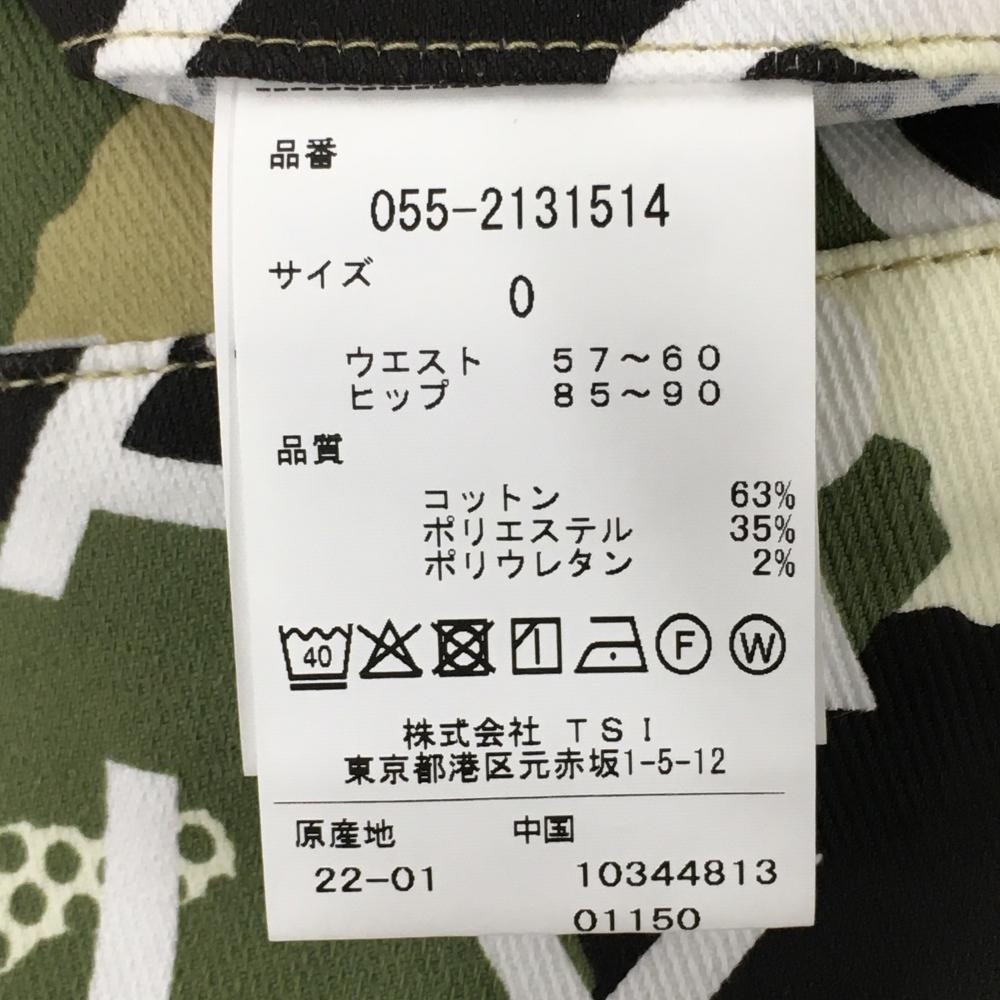 品番
055-2131514
サイズ
0
ウエスト 57～60
ヒップ 85～90
品質
コットン 63%
ポリエステル 35%
ポリウレタン 2%
40 F W
株式会社 TSI
東京都港区元赤坂1-5-12
原産地 中国
22-01 10344813
01150